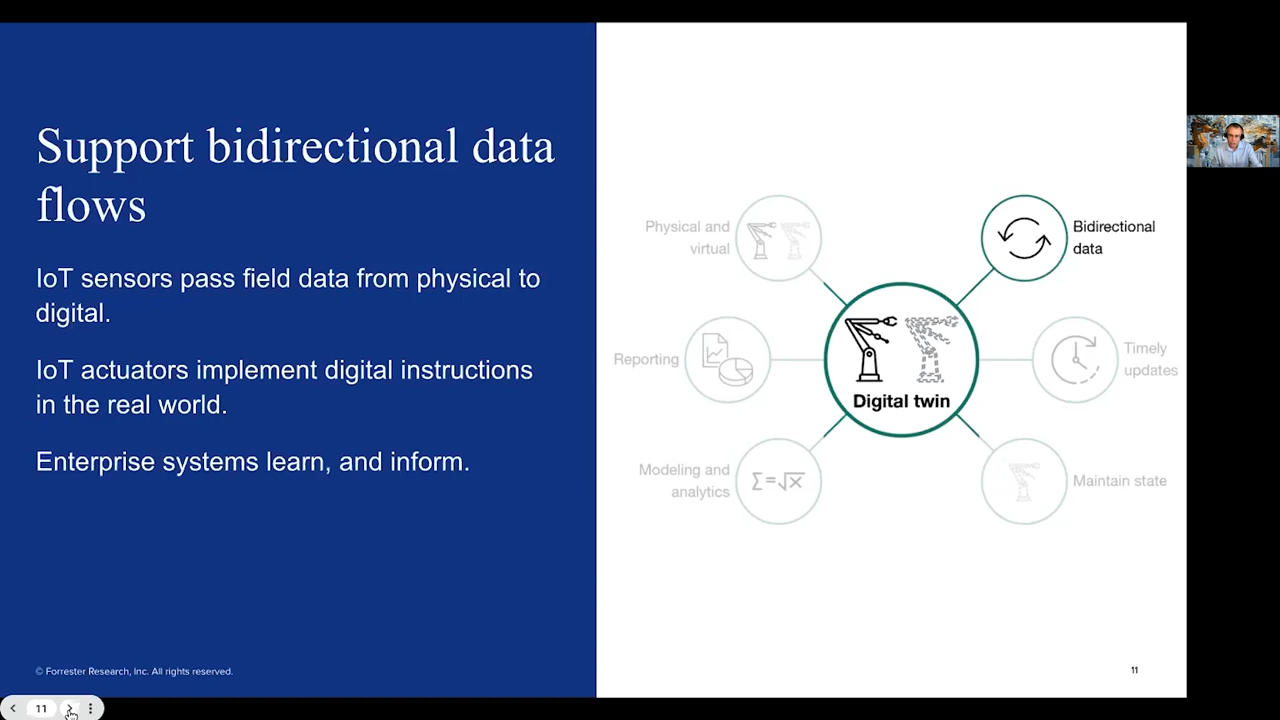 Support bidirectional data
flows
IoT sensors pass field data from physical to
digital.
IoT actuators implement digital instructions
in the real world.
Enterprise systems learn, and inform.
Physical and
virtual
Bidirectional
data
Reporting
Timely
updates
Digital twin
Modeling and
analytics
Σ=√x
Maintain state
© Forrester Research, Inc. All rights reserved.
11
11